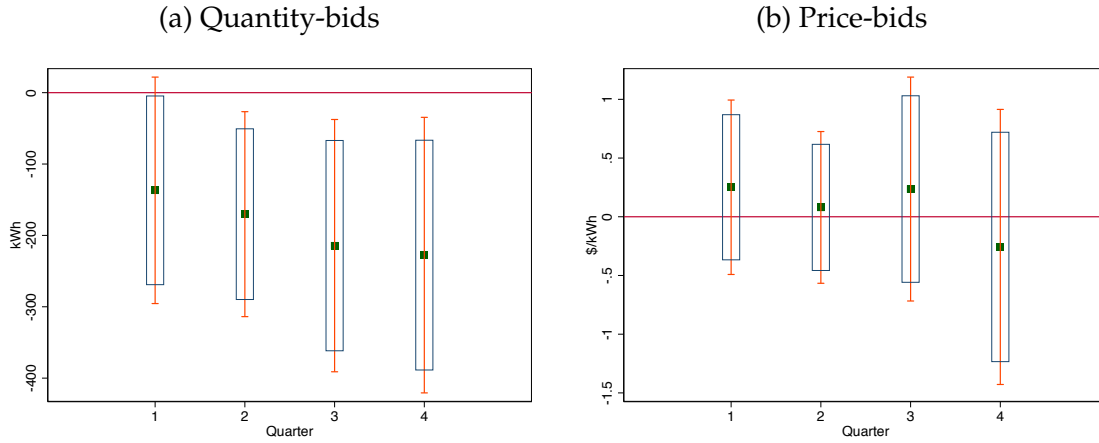 (a) Quantity-bids
0
-100
-200
-300
-400
kWh
1 2 3 4
Quarter
(b) Price-bids
1
.5
0
-.5
-1
-1.5
$/kWh
1 2 3 4
Quarter